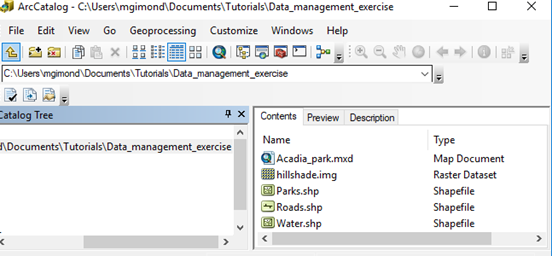 ArcCatalog - C:\Users\mgimond\Documents\Tutorials\Data_management_exercise
File Edit View Go Geoprocessing Customize Windows Help
C:\Users\mgimond\Documents\Tutorials\Data_management_exercise
Catalog Tree
d\Documents\Tutorials\Data_management_exercise
Contents Preview Description
Name Type
Acadia_park.mxd Map Document
hillshade.img Raster Dataset
Parks.shp Shapefile
Roads.shp Shapefile
Water.shp Shapefile